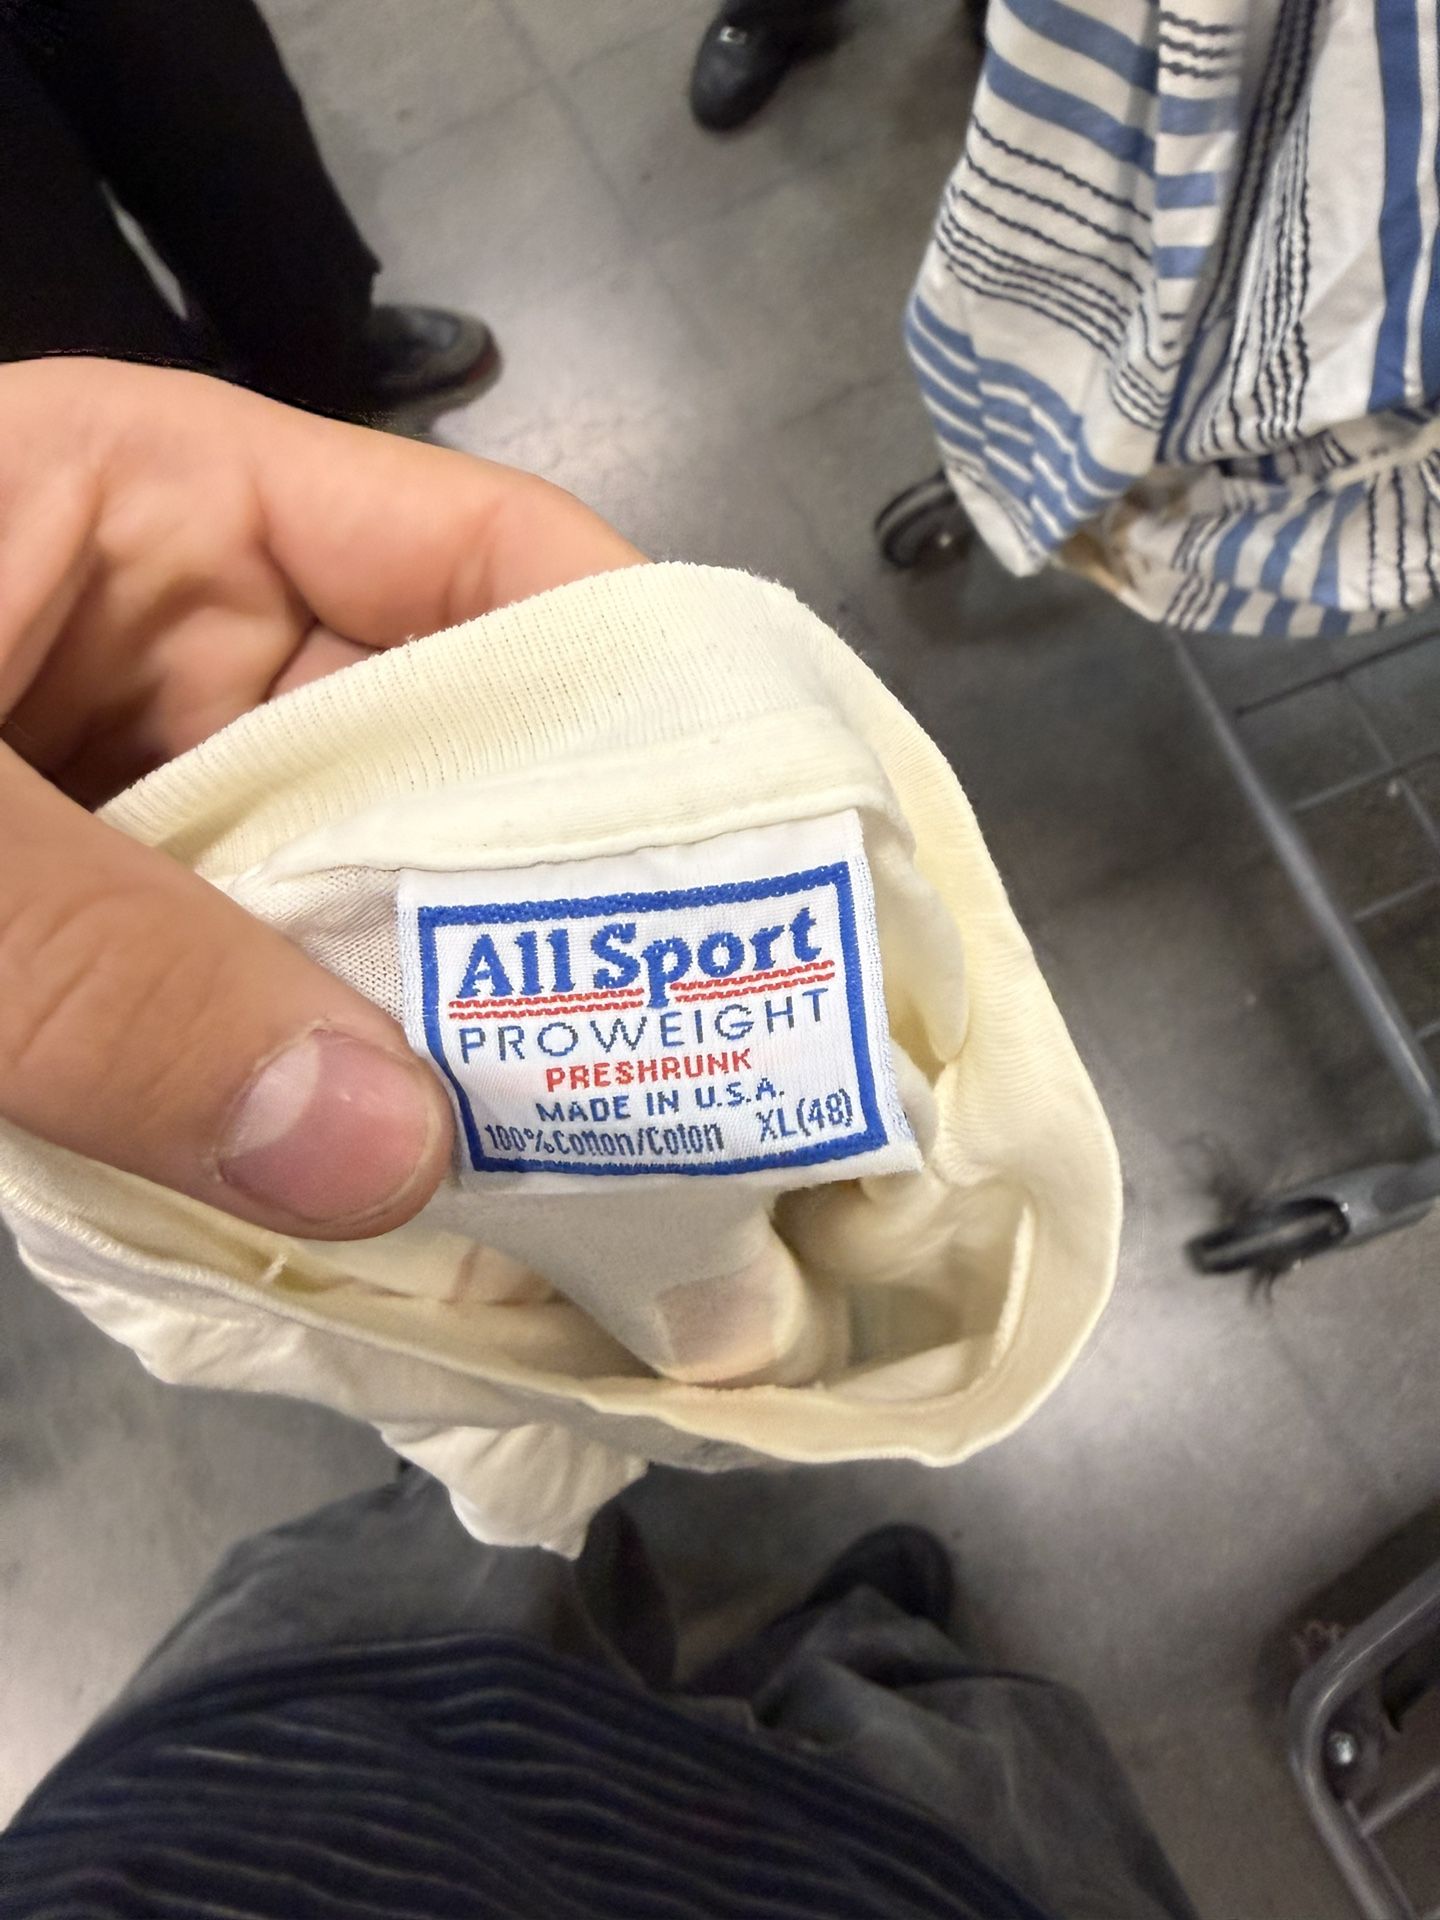 All Sport
PROWEIGHT
PRESHRUNK
MADE IN U.S.A.
100% Cotton/Coton XL(48)